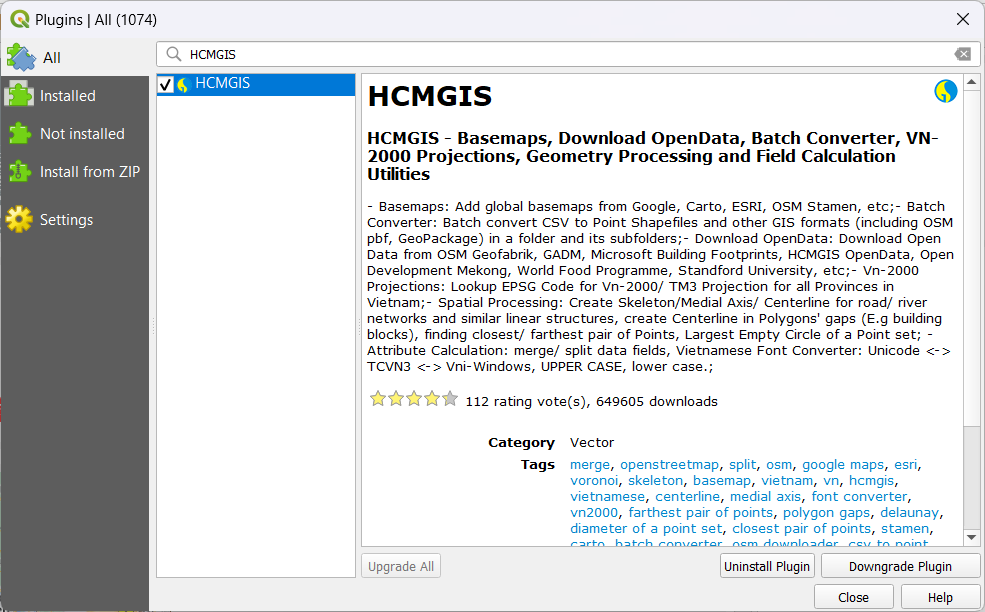 Plugins | All (1074)
All
HCMGIS
Installed
Not installed
Install from ZIP
Settings
HCMGIS
HCMGIS
HCMGIS - Basemaps, Download OpenData, Batch Converter, VN-
2000 Projections, Geometry Processing and Field Calculation
Utilities
- Basemaps: Add global basemaps from Google, Carto, ESRI, OSM Stamen, etc;- Batch
Converter: Batch convert CSV to Point Shapefiles and other GIS formats (including OSM
pbf, GeoPackage) in a folder and its subfolders;- Download OpenData: Download Open
Data from OSM Geofabrik, GADM, Microsoft Building Footprints, HCMGIS OpenData, Open
Development Mekong, World Food Programme, Standford University, etc;- Vn-2000
Projections: Lookup EPSG Code for Vn-2000/ TM3 Projection for all Provinces in
Vietnam;- Spatial Processing: Create Skeleton/Medial Axis/ Centerline for road/ river
networks and similar linear structures, create Centerline in Polygons' gaps (E.g building
blocks), finding closest/ farthest pair of Points, Largest Empty Circle of a Point set; -
Attribute Calculation: merge/ split data fields, Vietnamese Font Converter: Unicode <->
TCVN3 <-> Vni-Windows, UPPER CASE, lower case.;
112 rating vote(s), 649605 downloads
Category Vector
Tags merge, openstreetmap, split, osm, google maps, esri,
voronoi, skeleton, basemap, vietnam, vn, hcmgis,
vietnamese, centerline, medial axis, font converter,
vn2000, farthest pair of points, polygon gaps, delaunay,
diameter of a point set, closest pair of points, stamen,
carto, batch converter, osm downloader, csv to point
Upgrade All
Uninstall Plugin
Downgrade Plugin
Close
Help